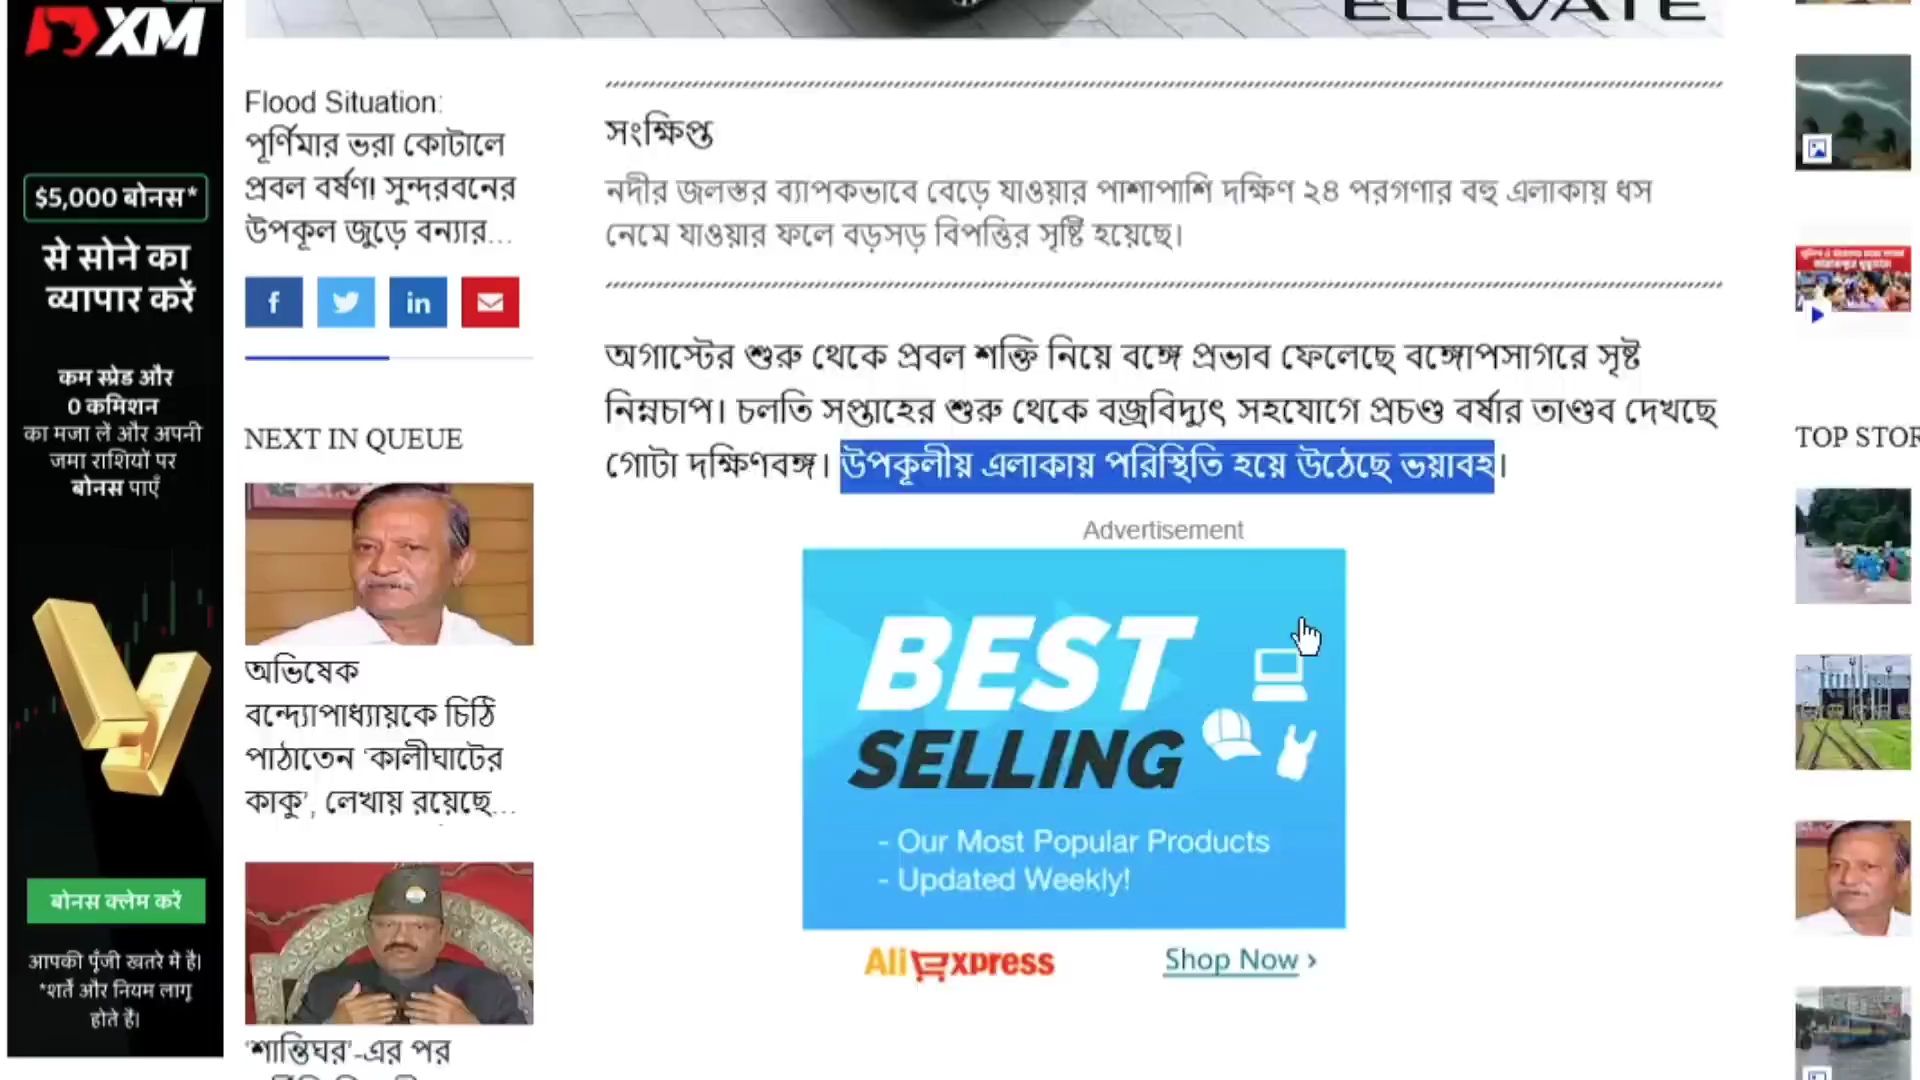 XM
$5,000 बोनस*
से सोने का
व्यापार करें
कम स्प्रेड और
0 कमिशन
का मजा लें और अपनी
जमा राशियों पर
बोनस पाएँ
बोनस क्लेम करें
आपकी पूँजी खतरे में है।
*शर्तें और नियम लागू
होते हैं।
ELEVATE
Flood Situation:
পূর্ণিমার ভরা কোটালে
প্রবল বর্ষণ! সুন্দরবনের
উপকূল জুড়ে বন্যার...
f
in
NEXT IN QUEUE
অভিষেক
বন্দ্যোপাধ্যায়কে চিঠি
পাঠাতেন ‘কালীঘাটের
কাকু’, লেখায় রয়েছে...
‘শান্তিঘর’-এর পর
সংক্ষিপ্ত
নদীর জলস্তর ব্যাপকভাবে বেড়ে যাওয়ার পাশাপাশি দক্ষিণ ২৪ পরগণার বহু এলাকায় ধস
নেমে যাওয়ার ফলে বড়সড় বিপত্তির সৃষ্টি হয়েছে।
অগাস্টের শুরু থেকে প্রবল শক্তি নিয়ে বঙ্গে প্রভাব ফেলেছে বঙ্গোপসাগরে সৃষ্ট
নিম্নচাপ। চলতি সপ্তাহের শুরু থেকে বজ্রবিদ্যুৎ সহযোগে প্রচণ্ড বর্ষার তাণ্ডব দেখছে
গোটা দক্ষিণবঙ্গ। উপকূলীয় এলাকায় পরিস্থিতি হয়ে উঠেছে ভয়াবহ।
Advertisement
BEST
SELLING
- Our Most Popular Products
- Updated Weekly!
AliExpress
Shop Now ›
TOP STOR